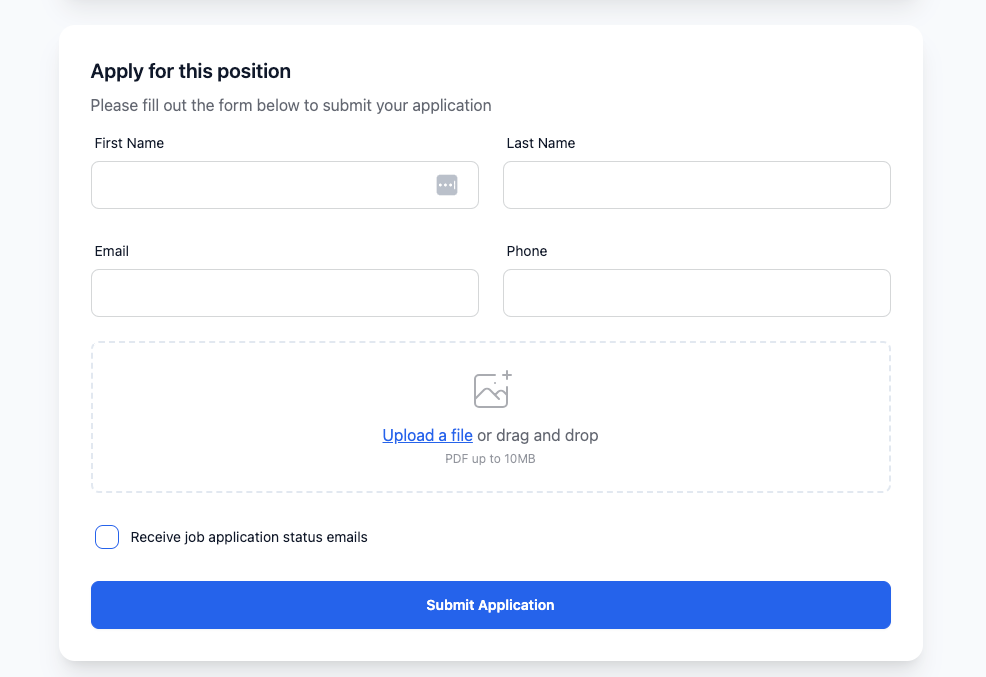 Apply for this position
Please fill out the form below to submit your application
First Name
Last Name
Email
Phone
Upload a file or drag and drop
PDF up to 10MB
Receive job application status emails
Submit Application